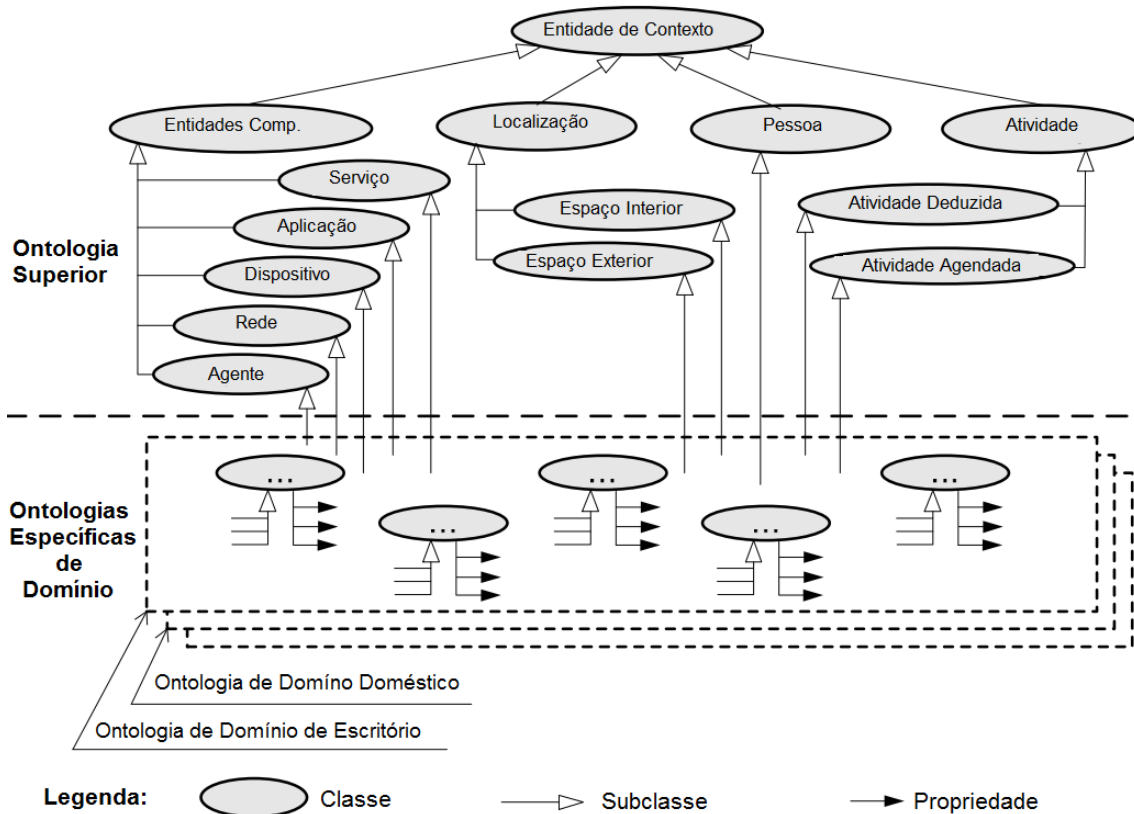 Entidade de Contexto
Entidades Comp.
Localização
Pessoa
Atividade
Serviço
Espaço Interior
Atividade Deduzida
Aplicação
Ontologia
Superior
Espaço Exterior
Atividade Agendada
Dispositivo
Rede
Agente
...
...
...
...
...
Ontologias
Específicas
de
Domínio
Ontologia de Domíno Doméstico
Ontologia de Domínio de Escritório
Legenda:
Classe
Subclasse
Propriedade